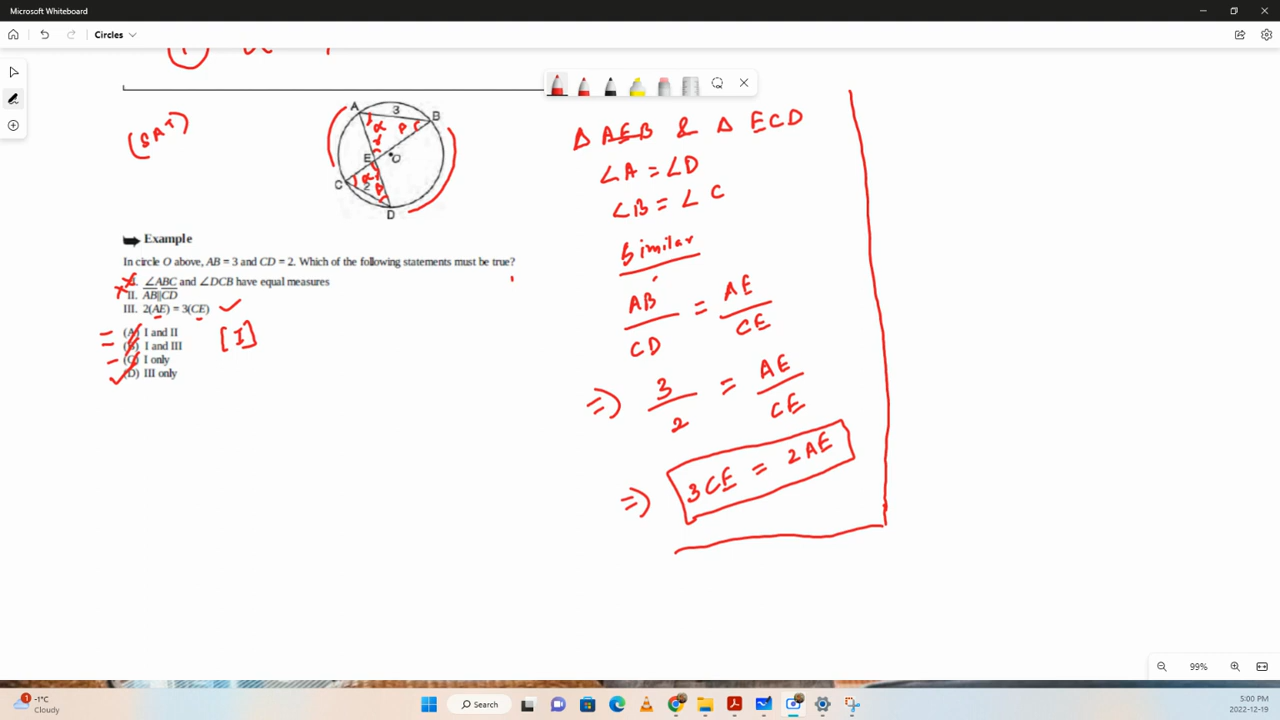 Microsoft Whiteboard
Circles
(SAT)
A 3 B
α β
E O
C α 2 β
D
Example
In circle O above, AB = 3 and CD = 2. Which of the following statements must be true?
I. ∠ABC and ∠DCB have equal measures
II. AB||CD
III. 2(AE) = 3(CE) ✓
(A) I and II
(B) I and III
(C) I only
(D) III only
[I]
Δ AEB & Δ ECD
∠A = ∠D
∠B = ∠C
Similar
AB/CD = AE/CE
=> 3/2 = AE/CE
=> 3CE = 2AE
99%
-1°C
Cloudy
Search
5:00 PM
2022-12-19